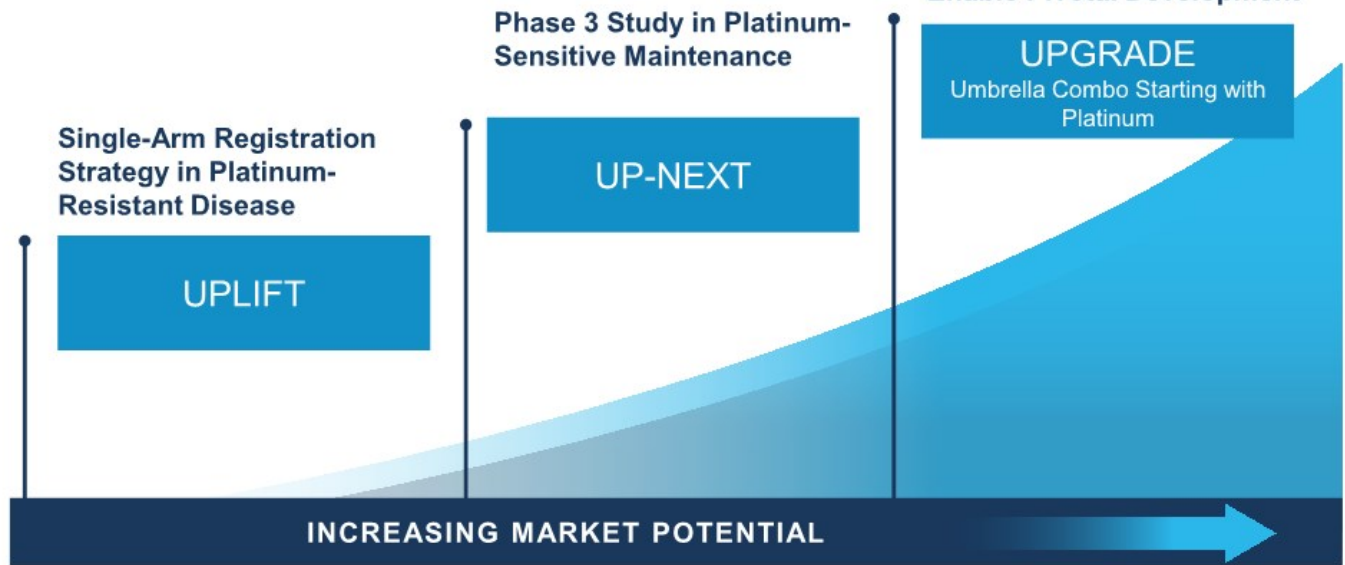 Phase 3 Study in Platinum-
Sensitive Maintenance
UPGRADE
Umbrella Combo Starting with
Platinum
Single-Arm Registration
Strategy in Platinum-
Resistant Disease
UP-NEXT
UPLIFT
INCREASING MARKET POTENTIAL